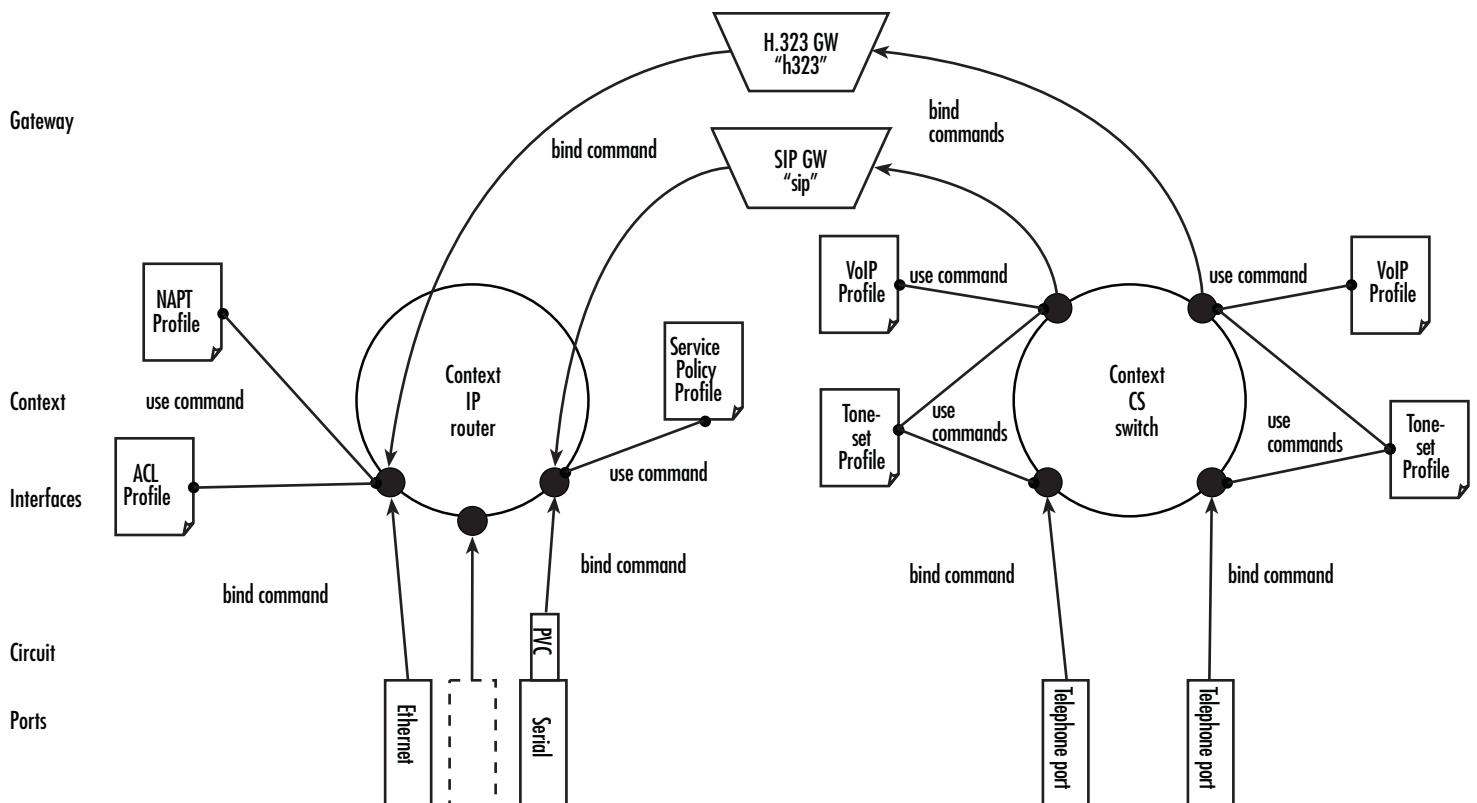 H.323 GW
“h323”
Gateway
bind command
bind
commands
SIP GW
“sip”
NAPT
Profile
VoIP
Profile
use command
use command
VoIP
Profile
Service
Policy
Profile
Context
Context
IP
router
use command
Tone-
set
Profile
use
commands
Context
CS
switch
use
commands
Tone-
set
Profile
ACL
Profile
use command
Interfaces
bind command
bind command
bind command
bind command
Circuit
PVC
Ports
Ethernet
Serial
Telephone port
Telephone port